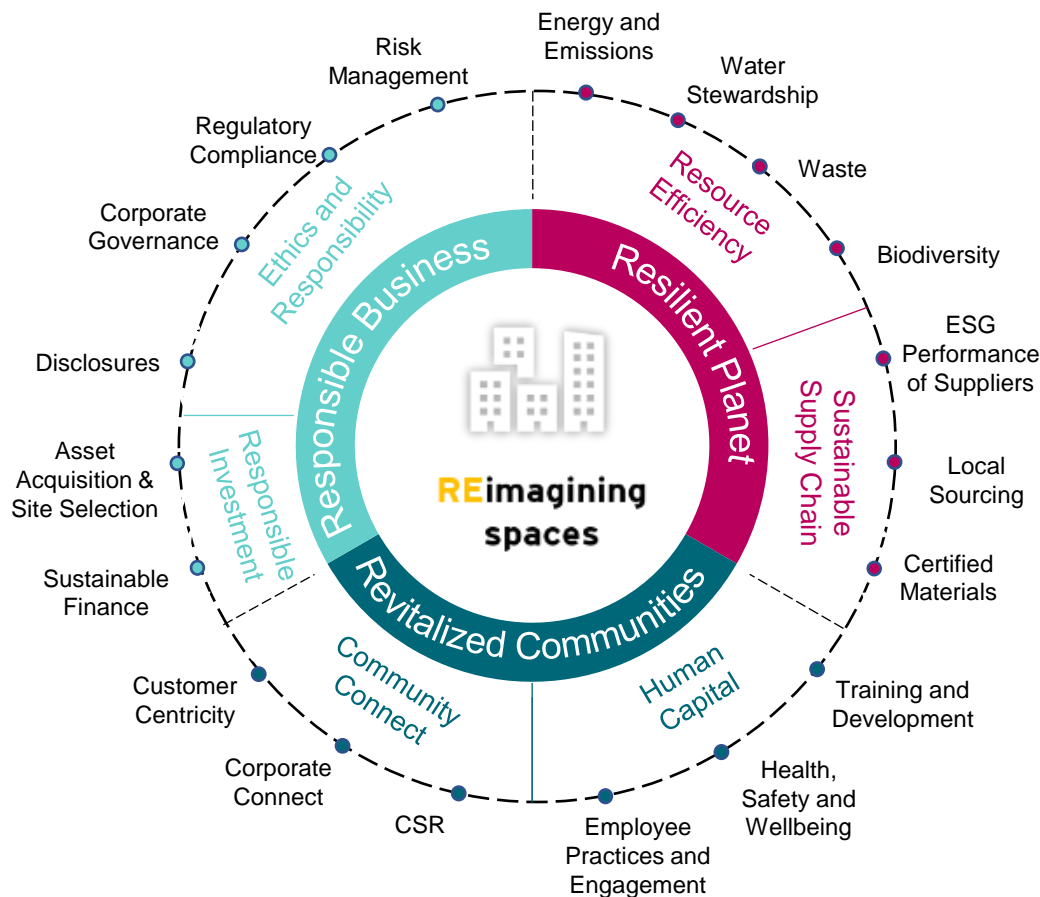 Energy and
Emissions
Water
Stewardship
Waste
Biodiversity
ESG
Performance
of Suppliers
Local
Sourcing
Certified
Materials
Training and
Development
Health,
Safety and
Wellbeing
Employee
Practices and
Engagement
CSR
Corporate
Connect
Customer
Centricity
Sustainable
Finance
Asset
Acquisition &
Site Selection
Disclosures
Corporate
Governance
Regulatory
Compliance
Risk
Management
Resource
Efficiency
Sustainable
Supply Chain
Human
Capital
Community
Connect
Responsible
Investment
Ethics and
Responsibility
Resilient Planet
Revitalized Communities
Responsible Business
REimagining
spaces